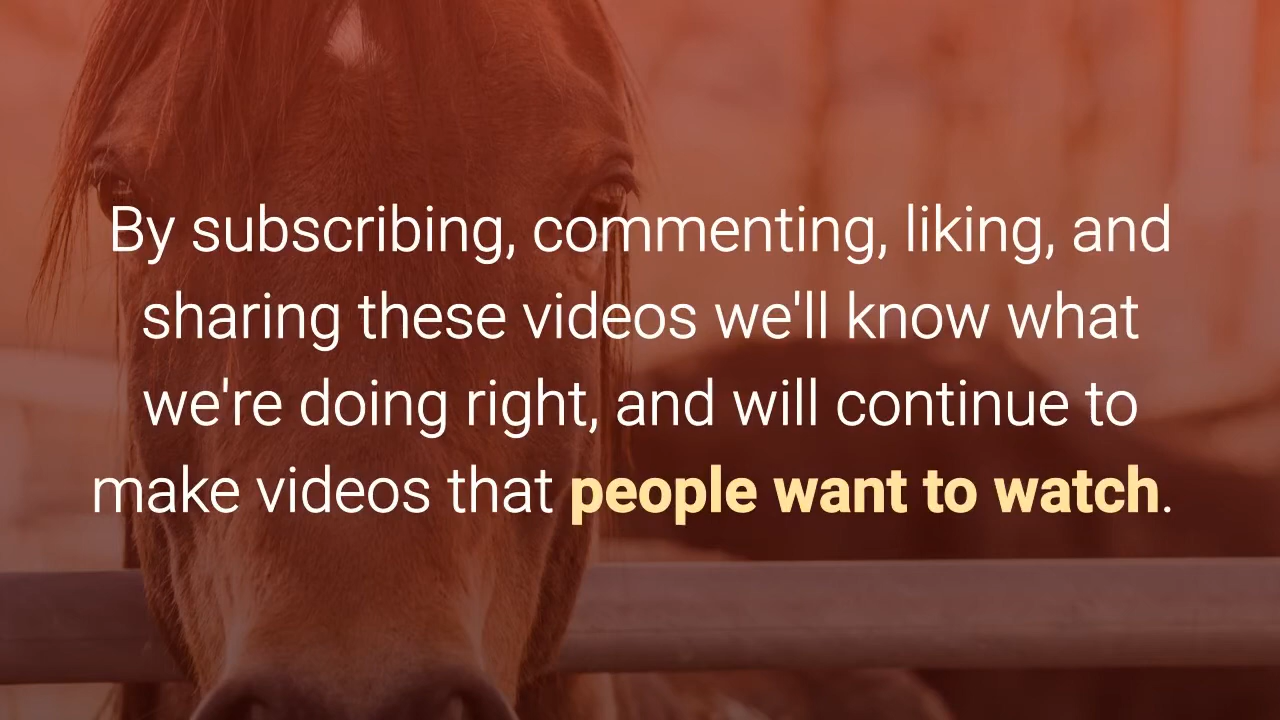 By subscribing, commenting, liking, and
sharing these videos we'll know what
we're doing right, and will continue to
make videos that people want to watch.